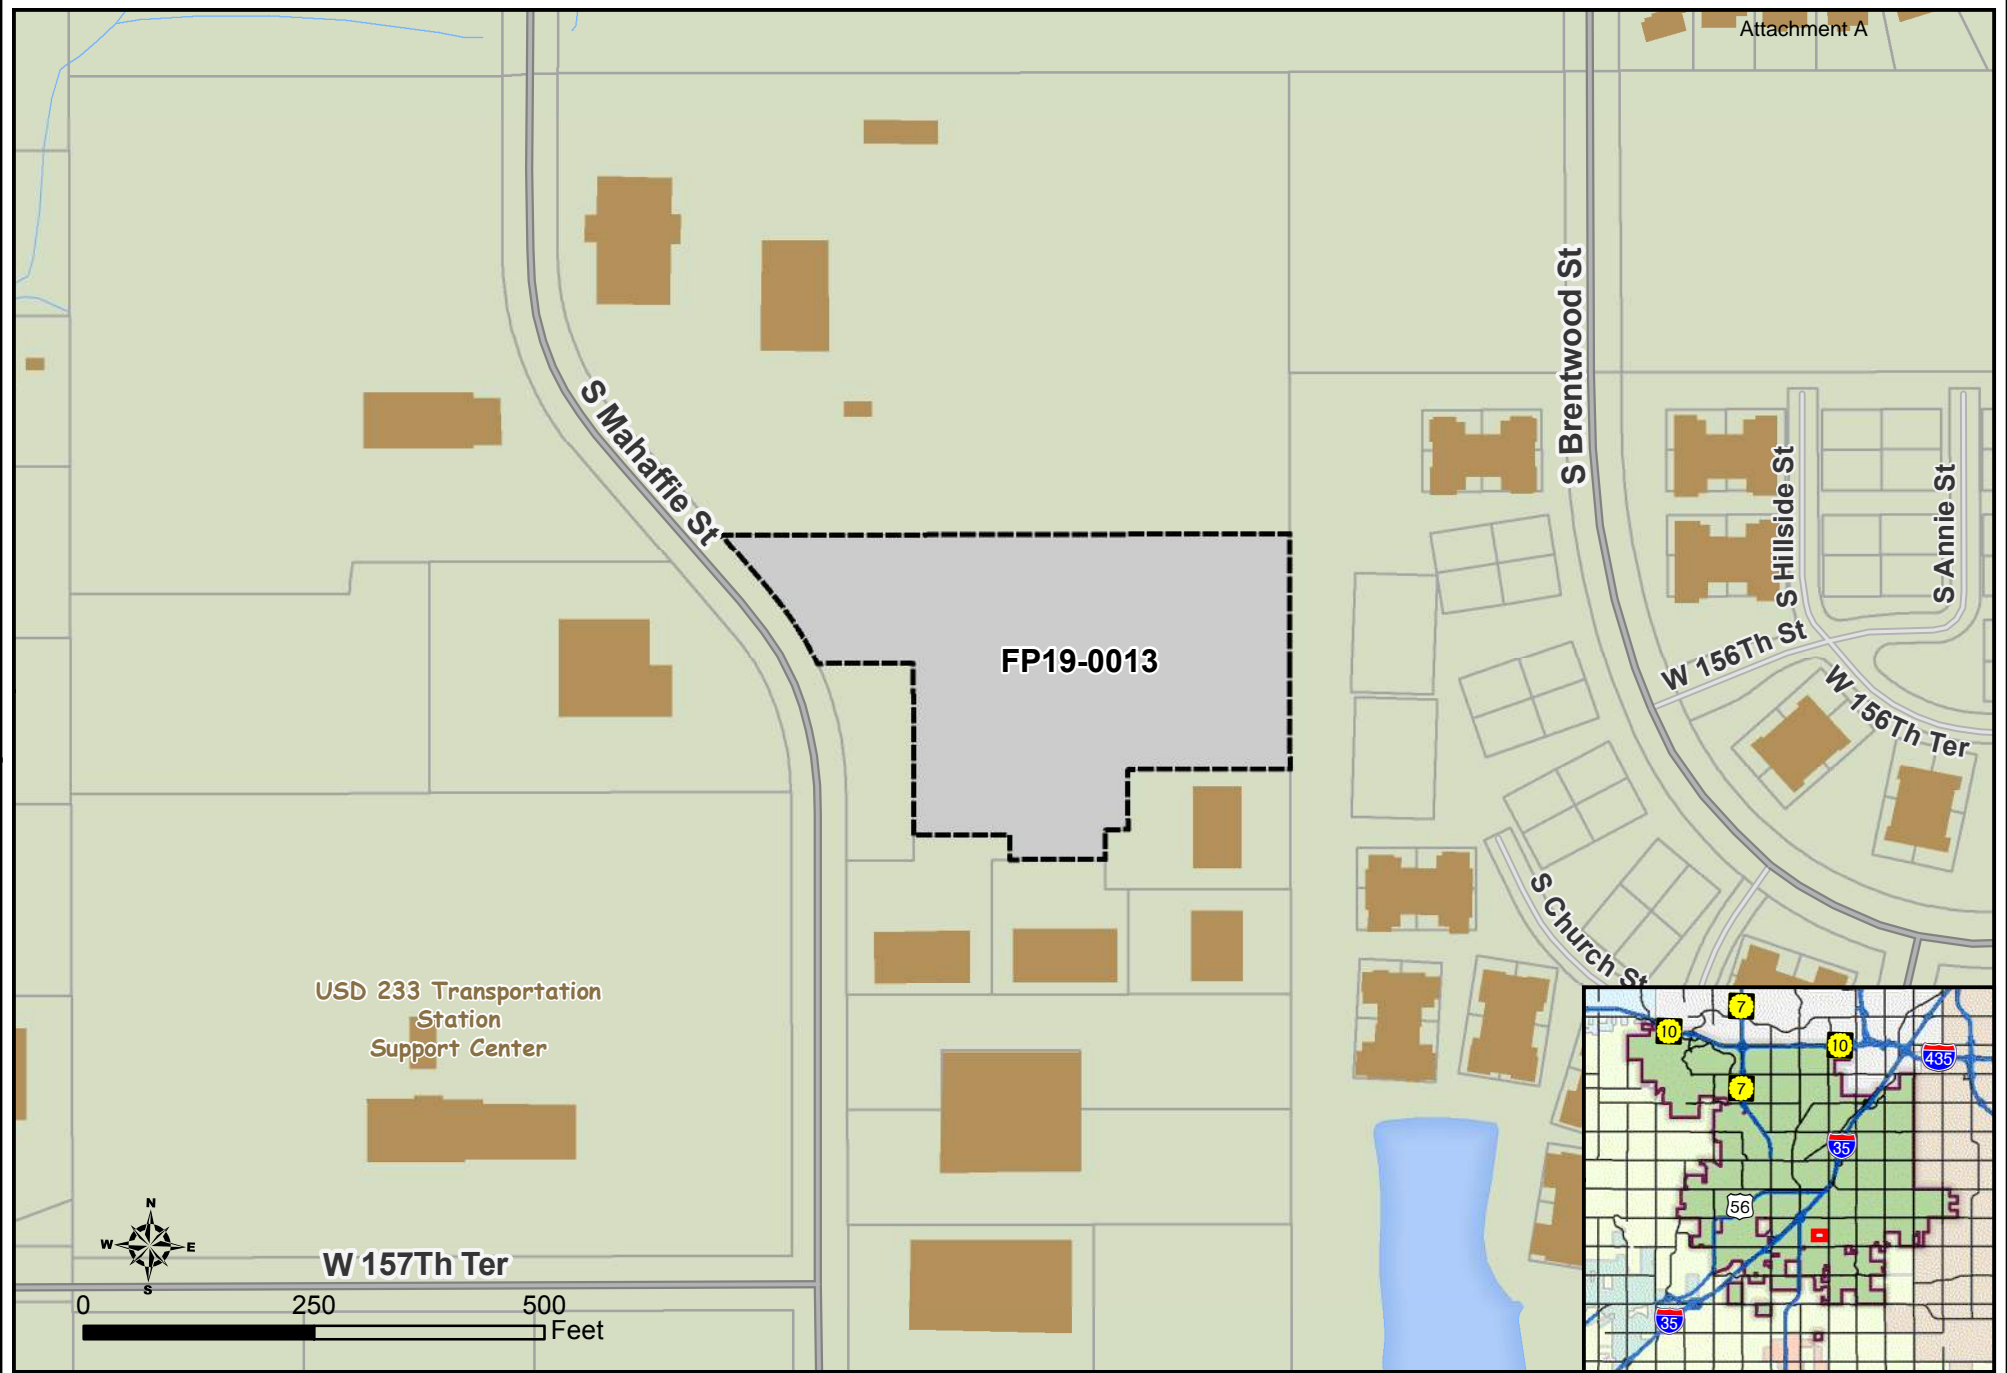 Attachment A
S Brentwood St
S Mahaffie St
S Hillside St
S Annie St
W 156Th St
FP19-0013
W 156Th Ter
S Church St
USD 233 Transportation
Station
Support Center
N
W
E
S
W 157Th Ter
0
250
500
Feet
7
10
10
435
7
35
56
35